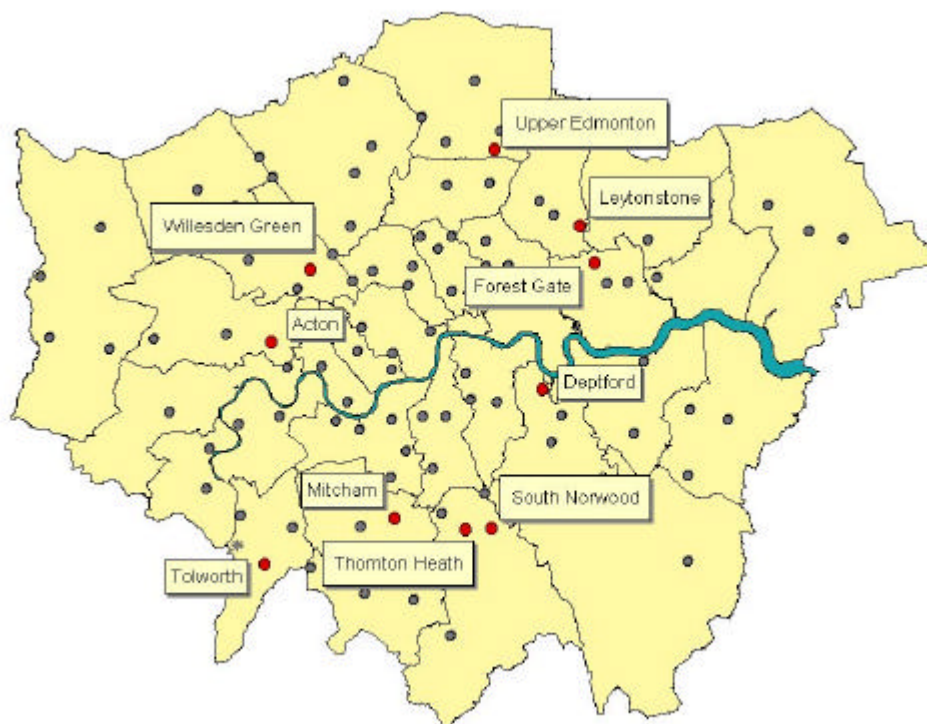 Upper Edmonton
Leytonstone
Willesden Green
Forest Gate
Acton
Deptford
Mitcham
South Norwood
Thornton Heath
Tolworth